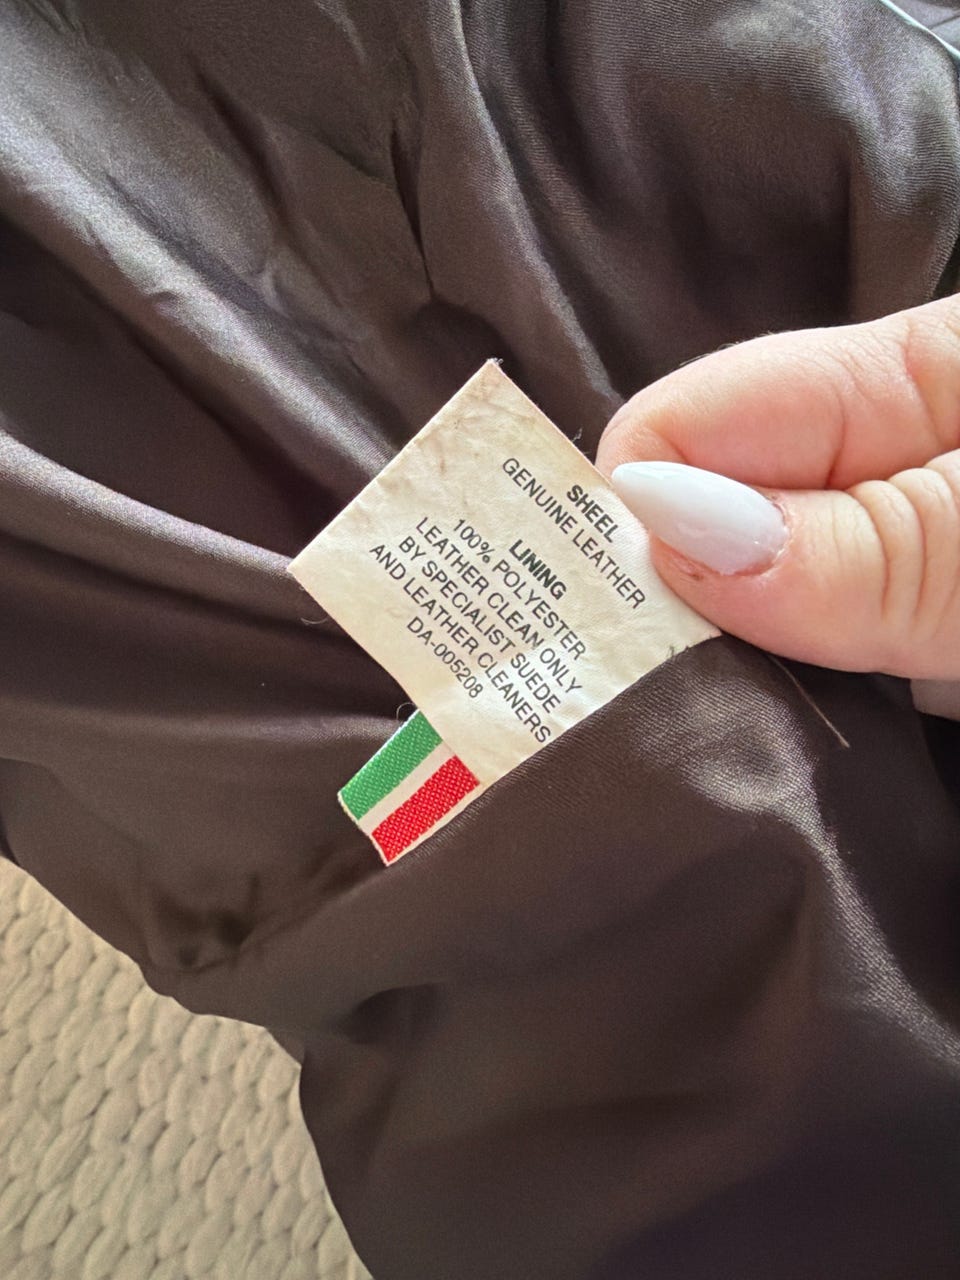 SHEEL
GENUINE LEATHER
LINING
100% POLYESTER
LEATHER CLEAN ONLY
BY SPECIALIST SUEDE
AND LEATHER CLEANERS
DA-005208